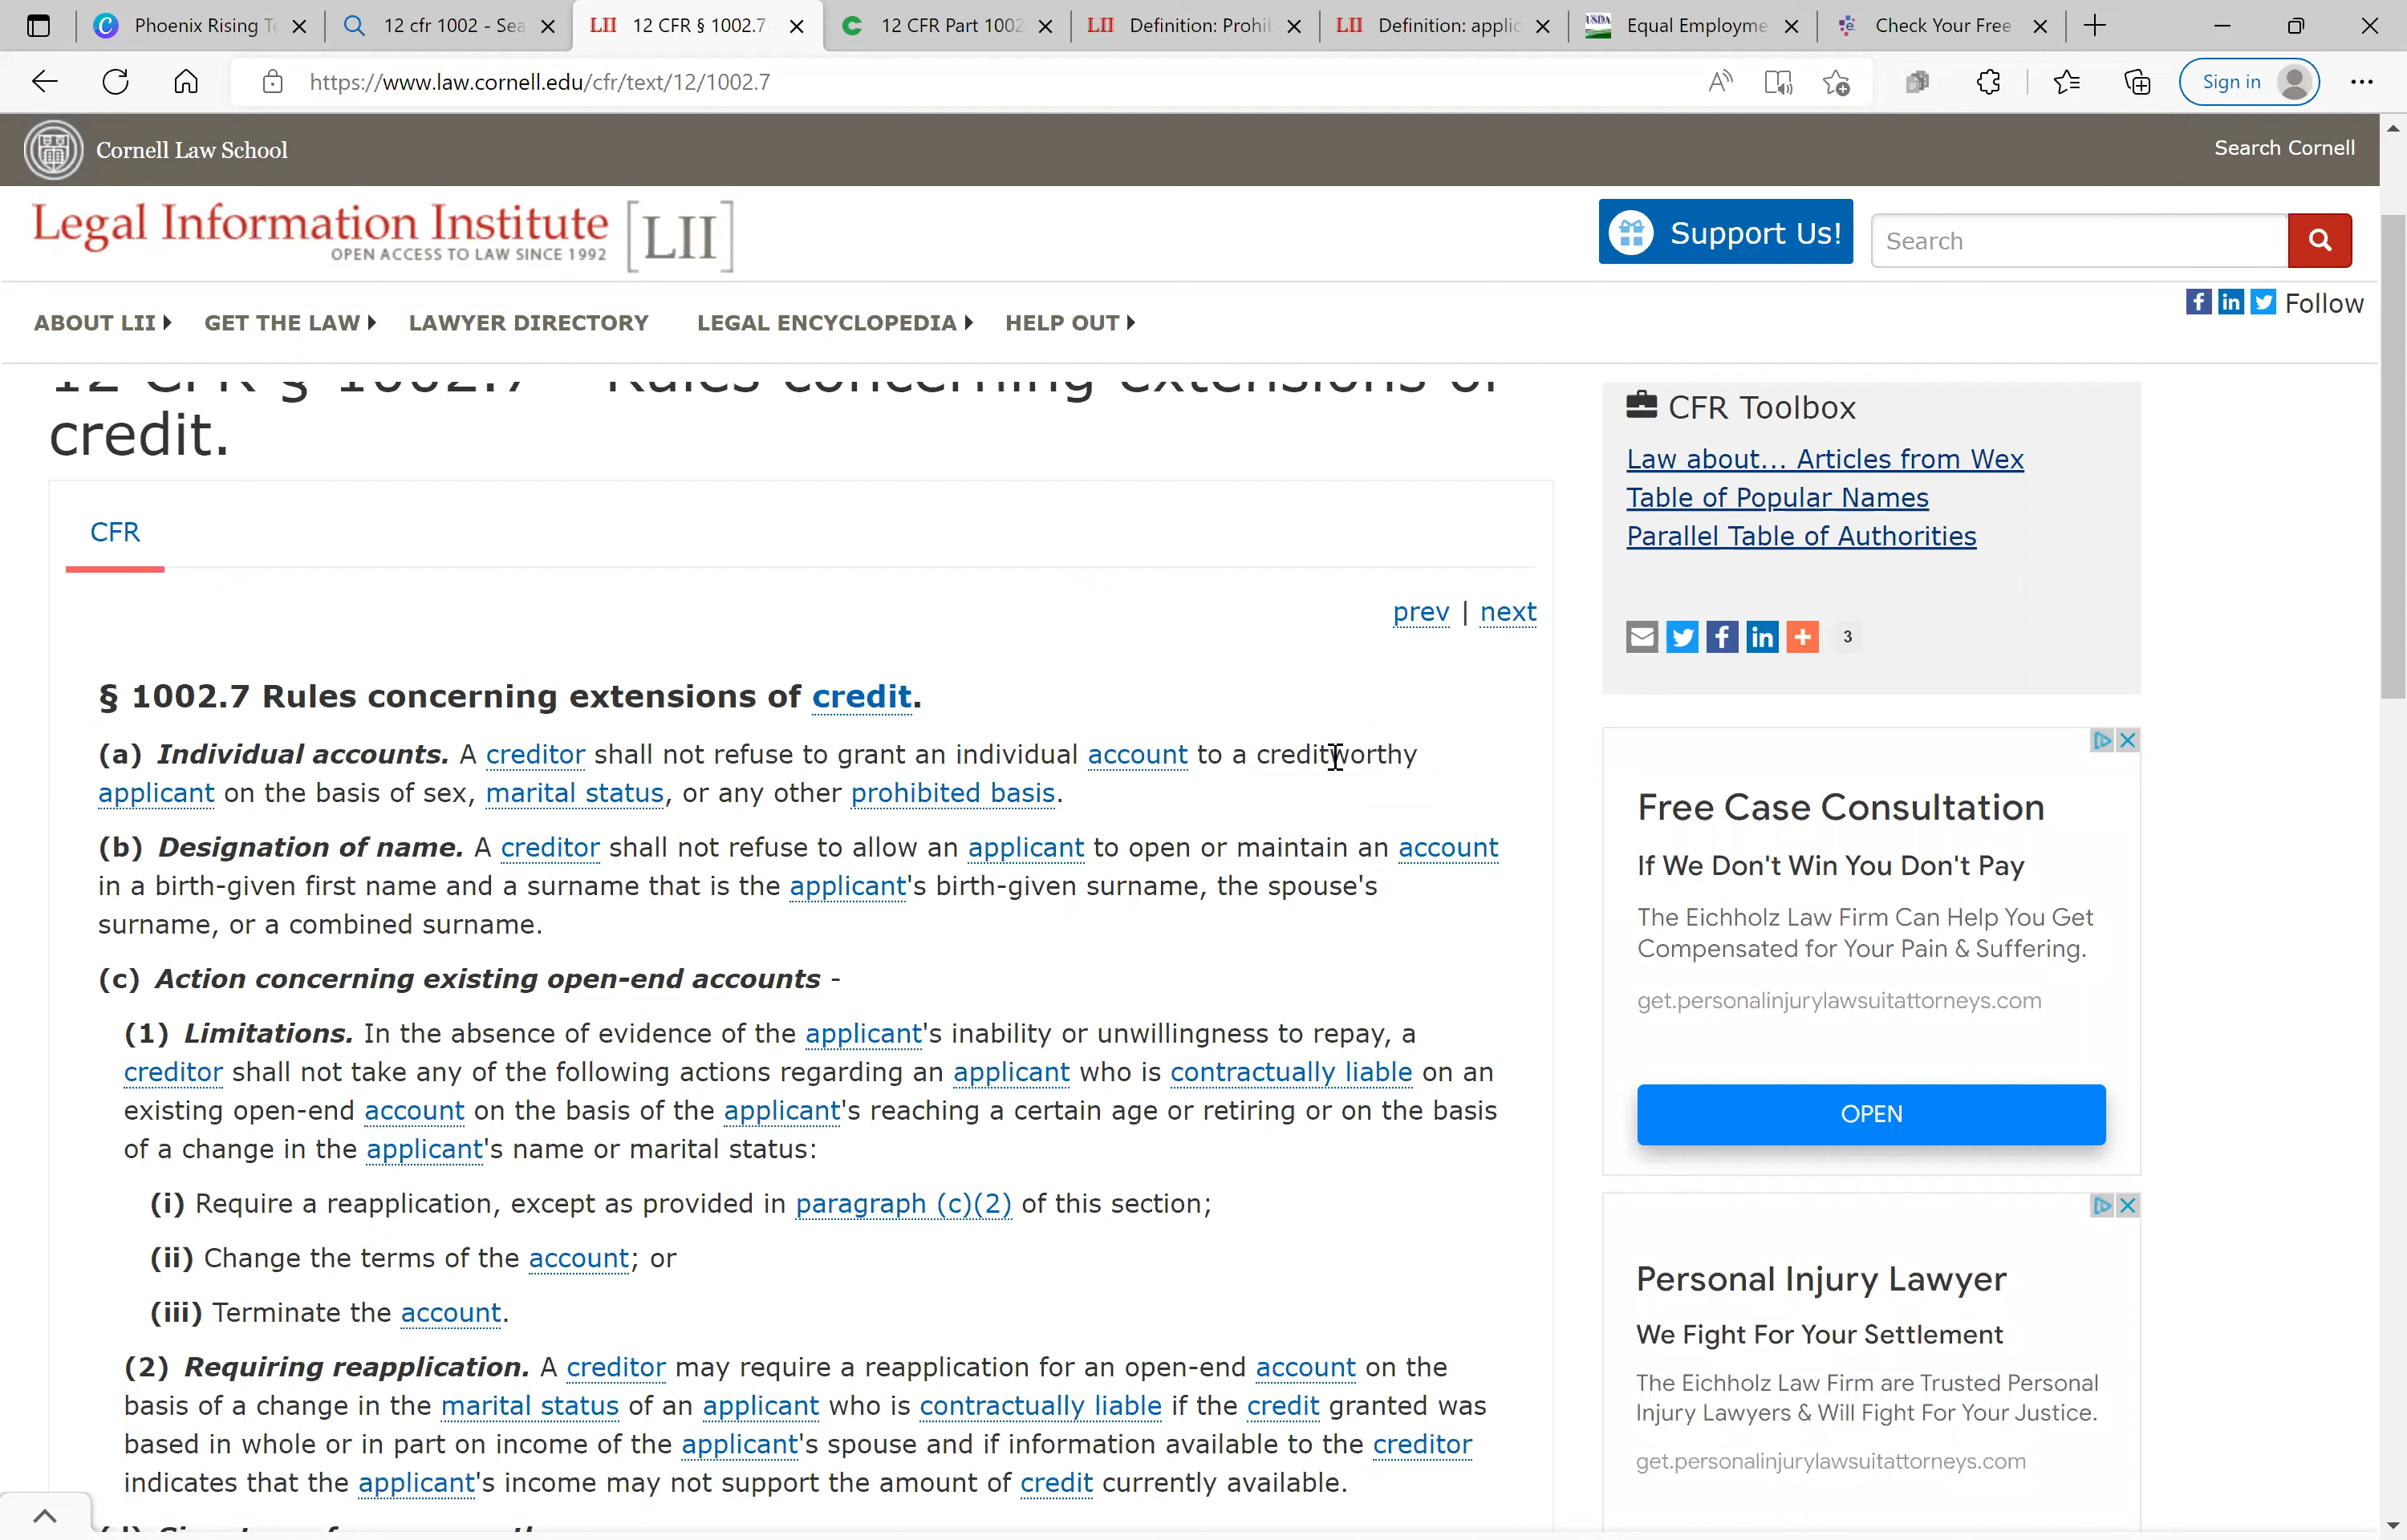 Phoenix Rising Te
12 cfr 1002 - Sea
LII 12 CFR § 1002.7
12 CFR Part 1002
LII Definition: Prohib
LII Definition: applic
USDA Equal Employme
Check Your Free
https://www.law.cornell.edu/cfr/text/12/1002.7
Sign in
Cornell Law School
Search Cornell
Legal Information Institute [LII]
OPEN ACCESS TO LAW SINCE 1992
Support Us!
Search
Follow
ABOUT LII GET THE LAW LAWYER DIRECTORY LEGAL ENCYCLOPEDIA HELP OUT
12 CFR § 1002.7 - Rules concerning extensions of
credit.
CFR
prev | next
§ 1002.7 Rules concerning extensions of credit.
(a) Individual accounts. A creditor shall not refuse to grant an individual account to a creditworthy
applicant on the basis of sex, marital status, or any other prohibited basis.
(b) Designation of name. A creditor shall not refuse to allow an applicant to open or maintain an account
in a birth-given first name and a surname that is the applicant's birth-given surname, the spouse's
surname, or a combined surname.
(c) Action concerning existing open-end accounts -
(1) Limitations. In the absence of evidence of the applicant's inability or unwillingness to repay, a
creditor shall not take any of the following actions regarding an applicant who is contractually liable on an
existing open-end account on the basis of the applicant's reaching a certain age or retiring or on the basis
of a change in the applicant's name or marital status:
(i) Require a reapplication, except as provided in paragraph (c)(2) of this section;
(ii) Change the terms of the account; or
(iii) Terminate the account.
(2) Requiring reapplication. A creditor may require a reapplication for an open-end account on the
basis of a change in the marital status of an applicant who is contractually liable if the credit granted was
based in whole or in part on income of the applicant's spouse and if information available to the creditor
indicates that the applicant's income may not support the amount of credit currently available.
CFR Toolbox
Law about... Articles from Wex
Table of Popular Names
Parallel Table of Authorities
3
Free Case Consultation
If We Don't Win You Don't Pay
The Eichholz Law Firm Can Help You Get
Compensated for Your Pain & Suffering.
get.personalinjurylawsuitattorneys.com
OPEN
Personal Injury Lawyer
We Fight For Your Settlement
The Eichholz Law Firm are Trusted Personal
Injury Lawyers & Will Fight For Your Justice.
get.personalinjurylawsuitattorneys.com